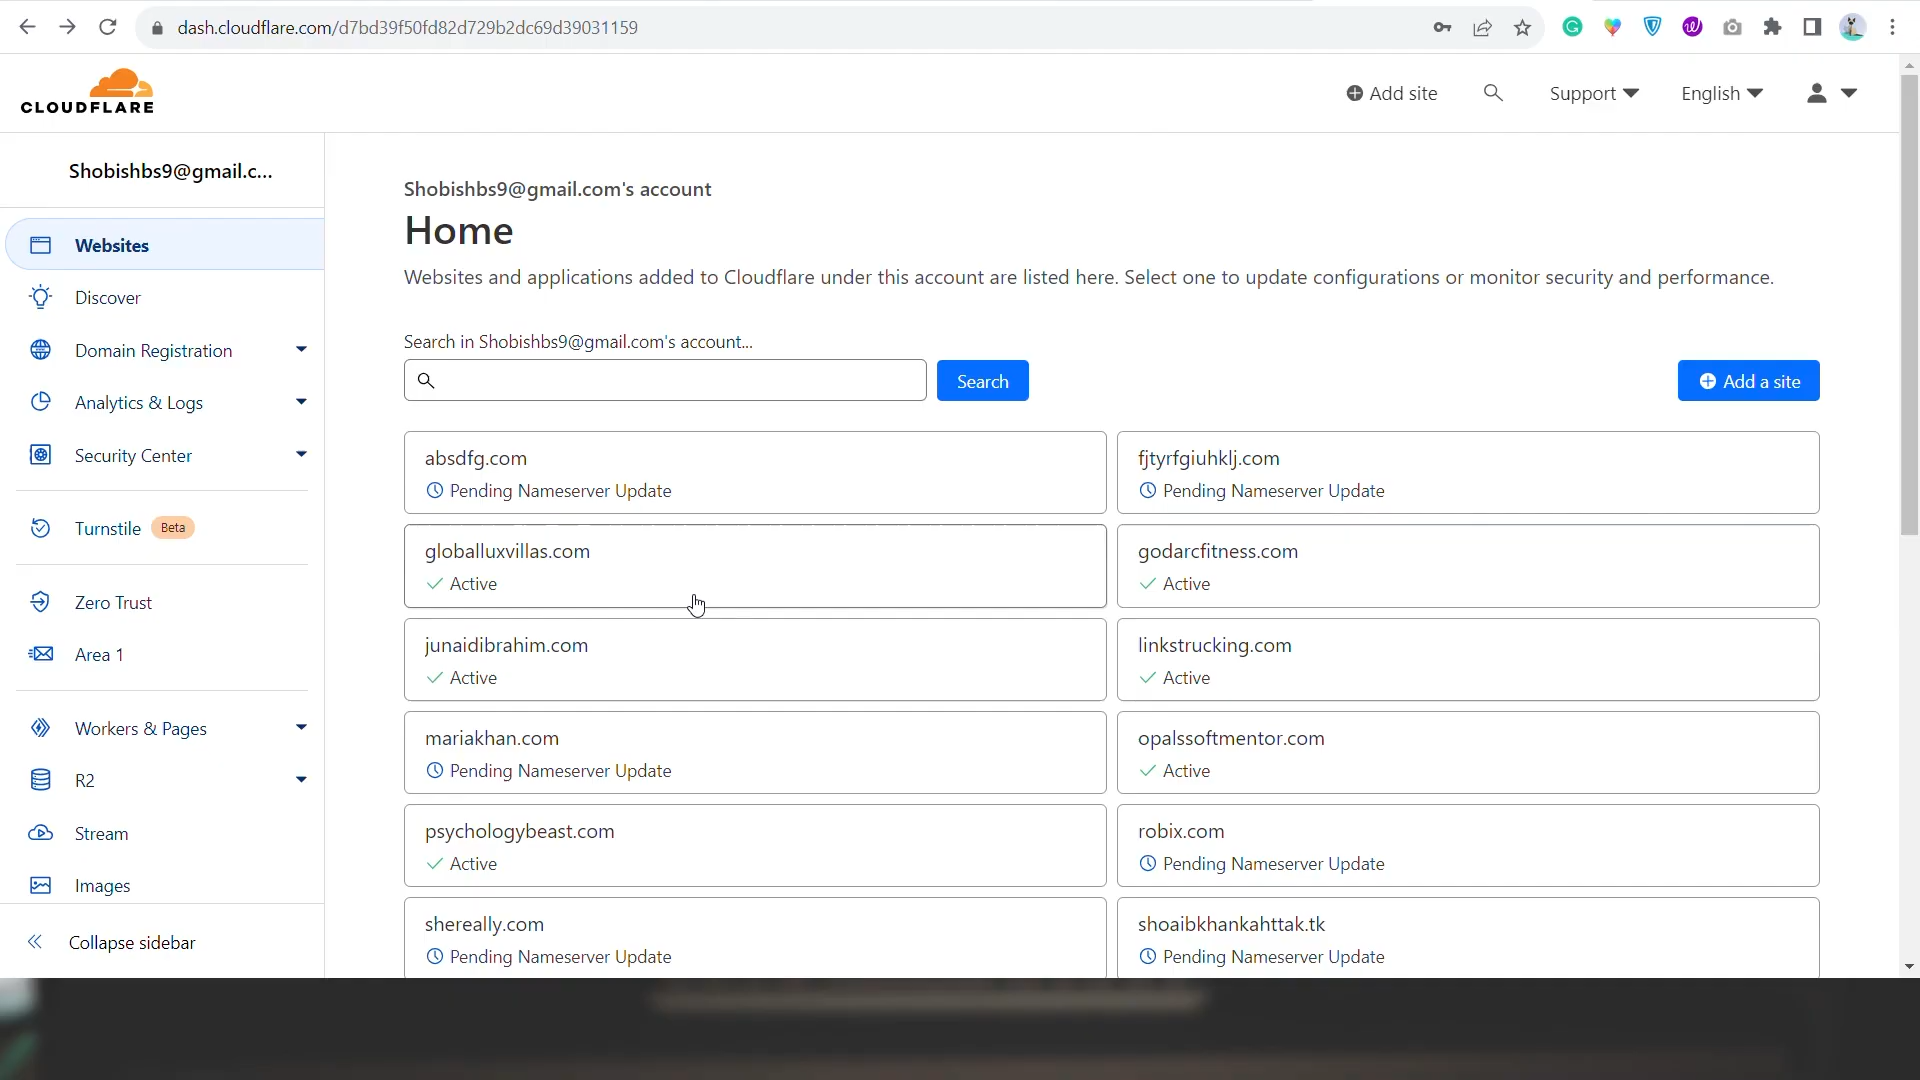 dash.cloudflare.com/d7bd39f50fd82d729b2dc69d39031159
CLOUDFLARE
Add site
Support
English
Shobishbs9@gmail.c...
Websites
Discover
Domain Registration
Analytics & Logs
Security Center
Turnstile Beta
Zero Trust
Area 1
Workers & Pages
R2
Stream
Images
Collapse sidebar
Shobishbs9@gmail.com's account
Home
Websites and applications added to Cloudflare under this account are listed here. Select one to update configurations or monitor security and performance.
Search in Shobishbs9@gmail.com's account...
Search
Add a site
absdfg.com
Pending Nameserver Update
fjtyrfgiuhklj.com
Pending Nameserver Update
globalluxvillas.com
Active
godarcfitness.com
Active
junaidibrahim.com
Active
linkstrucking.com
Active
mariakhan.com
Pending Nameserver Update
opalssoftmentor.com
Active
psychologybeast.com
Active
robix.com
Pending Nameserver Update
shereally.com
Pending Nameserver Update
shoaibkhankahttak.tk
Pending Nameserver Update